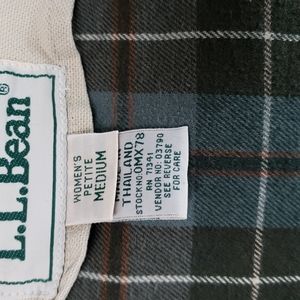 L.L.Bean®
WOMEN'S
PETITE
MEDIUM
THAILAND
STOCK NO. 0MX78
RN 71341
VENDOR NO: 03790
SEE REVERSE
FOR CARE